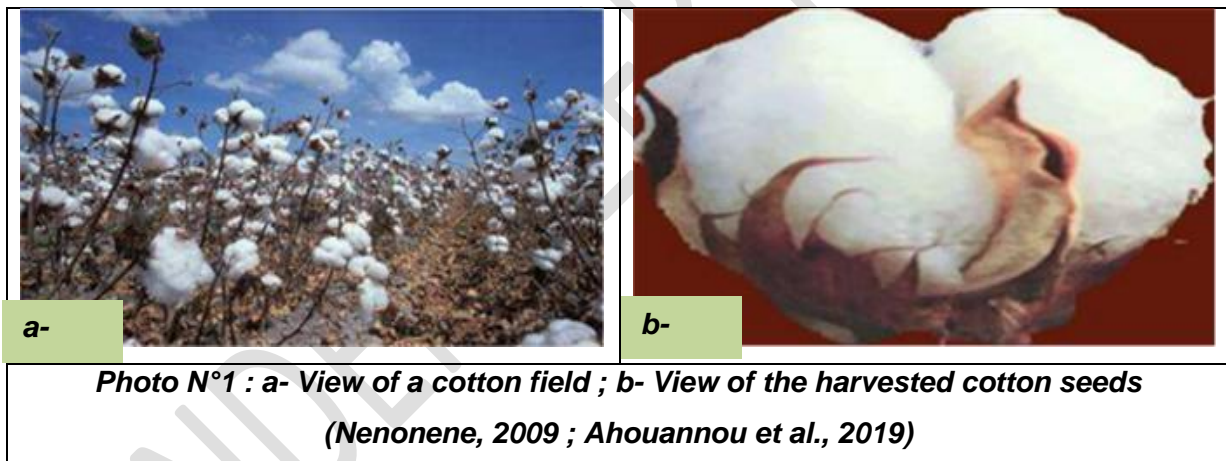 a-
b-
Photo N°1 : a- View of a cotton field ; b- View of the harvested cotton seeds
(Nenonene, 2009 ; Ahouannou et al., 2019)